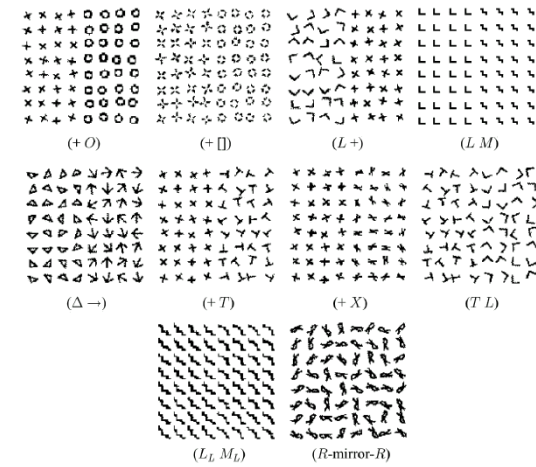 (+ O)
(+ [])
(L +)
(L M)
(Δ →)
(+ T)
(+ X)
(T L)
(L_L M_L)
(R-mirror-R)